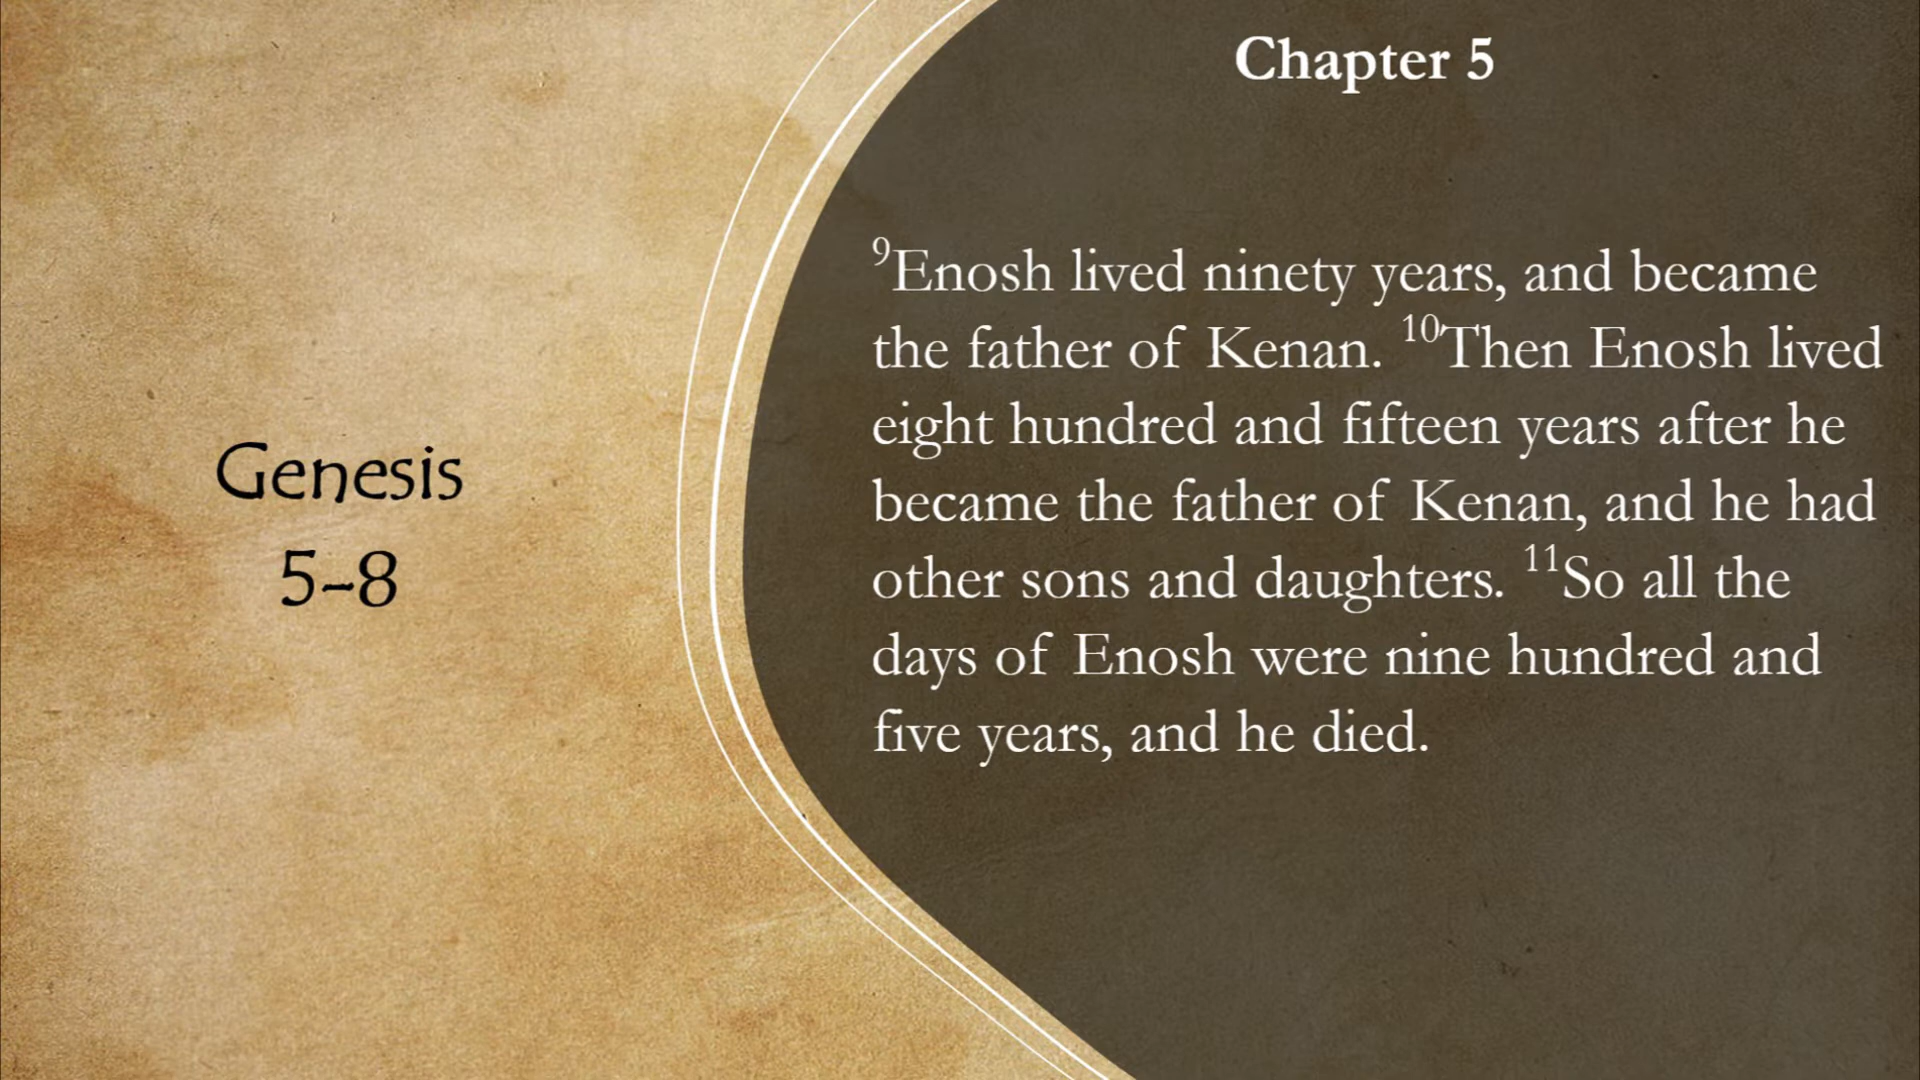 Genesis
5-8
Chapter 5
⁹Enosh lived ninety years, and became
the father of Kenan. ¹⁰Then Enosh lived
eight hundred and fifteen years after he
became the father of Kenan, and he had
other sons and daughters. ¹¹So all the
days of Enosh were nine hundred and
five years, and he died.